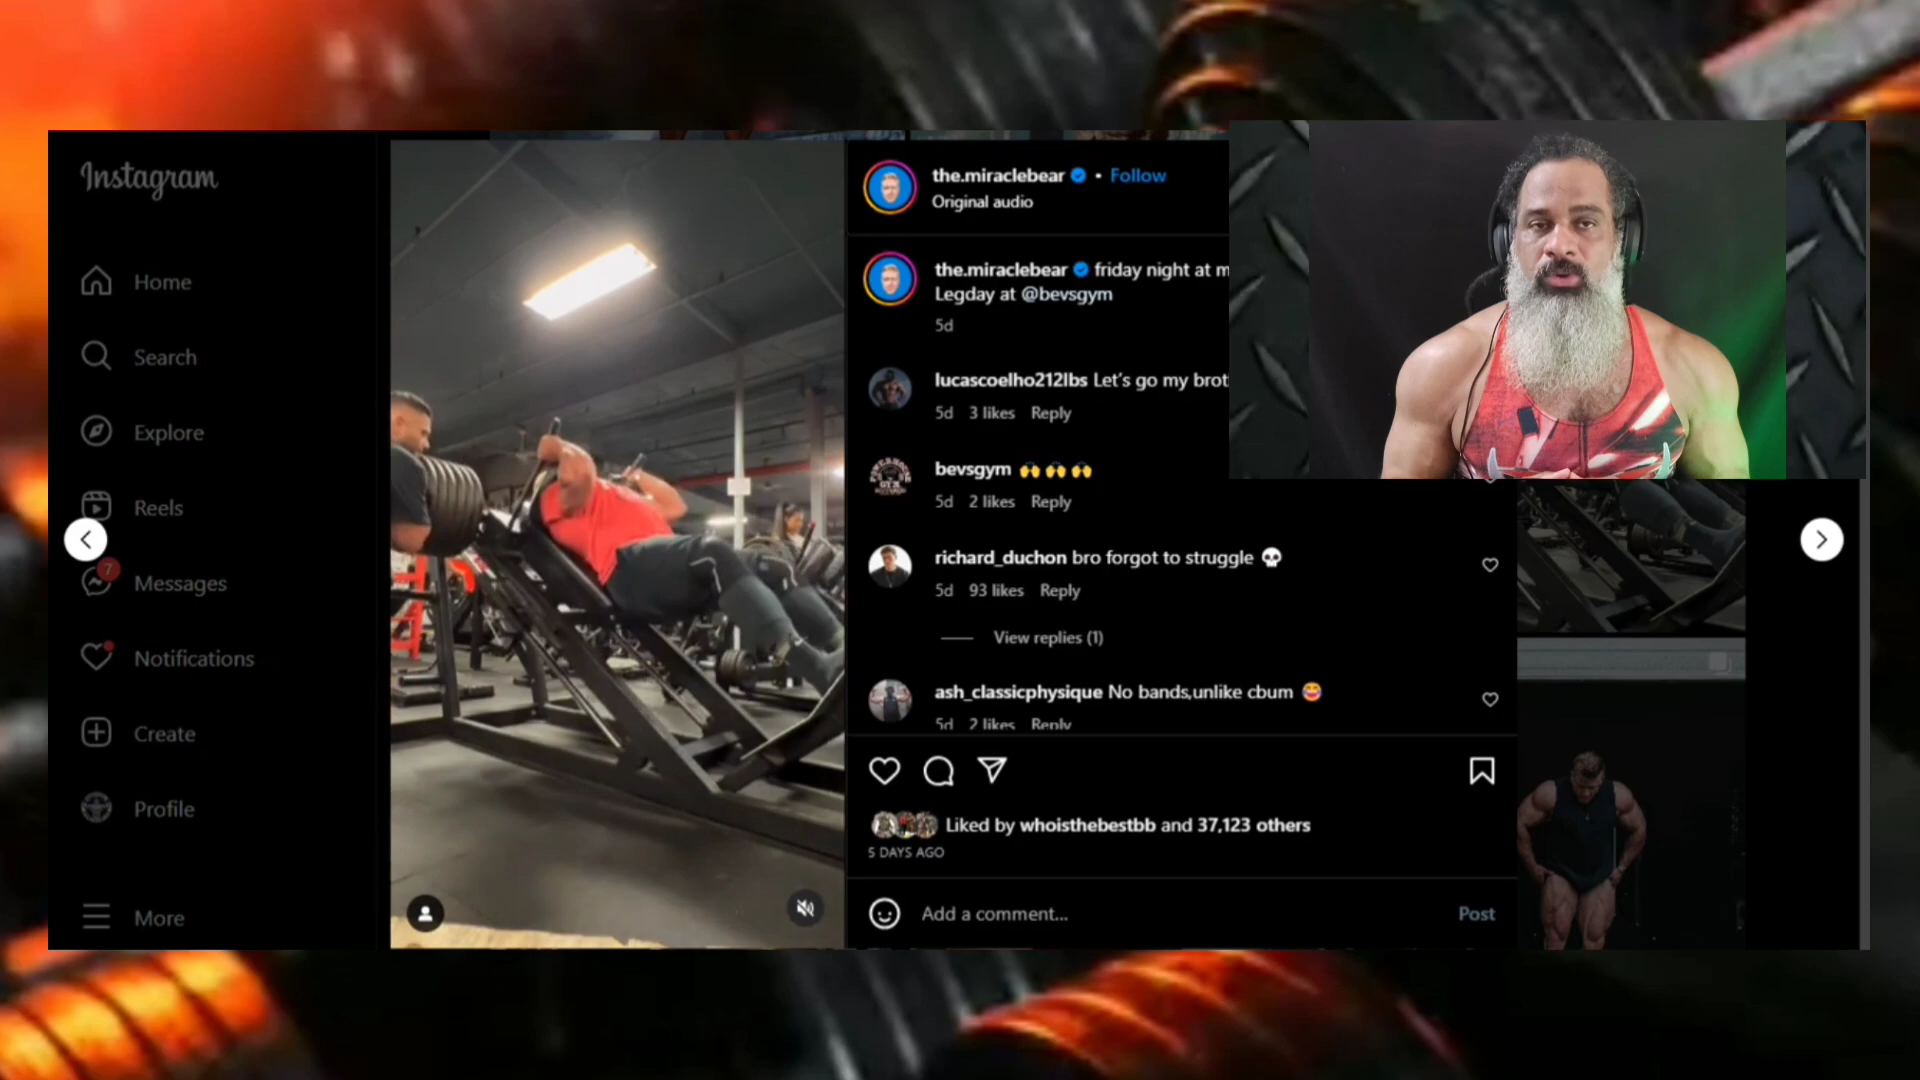 Instagram
Home
Search
Explore
Reels
7
Messages
Notifications
Create
Profile
More
the.miraclebear • Follow
Original audio
the.miraclebear friday night at m
Legday at @bevsgym
5d
lucascoelho212lbs Let's go my brot
5d 3 likes Reply
bevsgym 🙌🙌🙌
5d 2 likes Reply
richard_duchon bro forgot to struggle 💀
5d 93 likes Reply
View replies (1)
ash_classicphysique No bands,unlike cbum 😂
5d 2 likes Reply
Liked by whoisthebestbb and 37,123 others
5 DAYS AGO
Add a comment...
Post